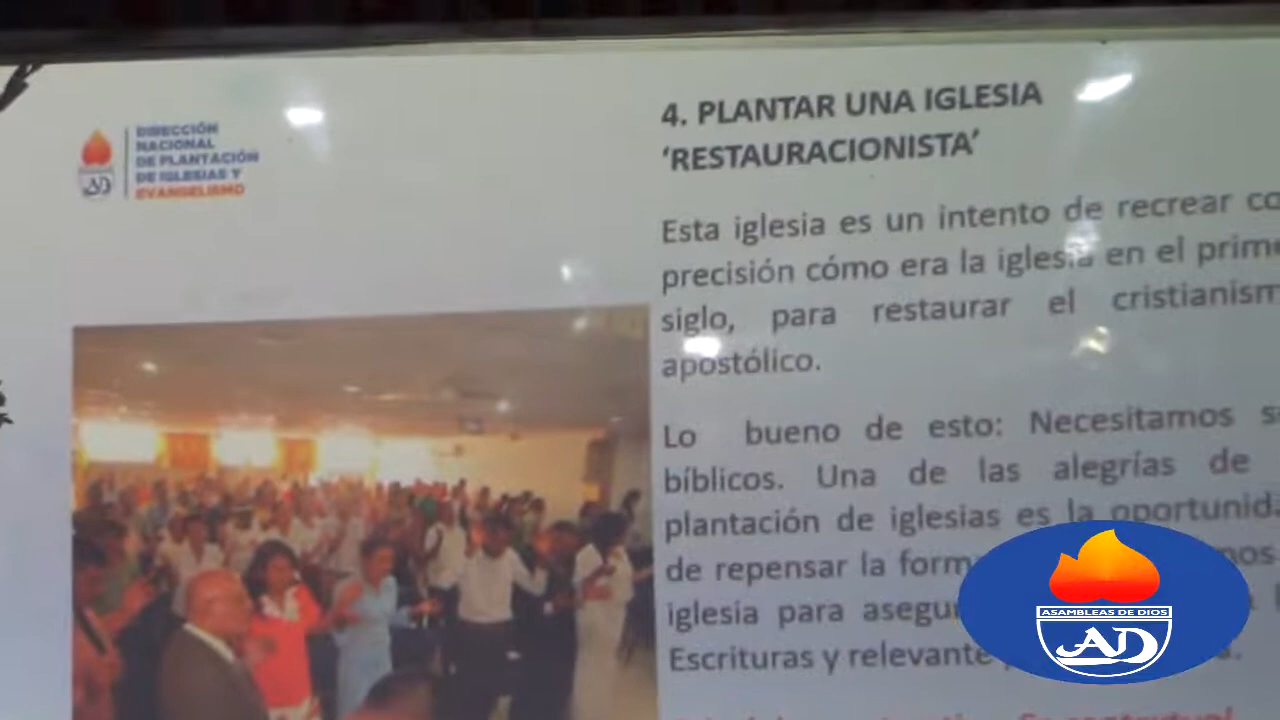 DIRECCIÓN
NACIONAL
DE PLANTACIÓN
DE IGLESIAS Y
EVANGELISMO
AD
4. PLANTAR UNA IGLESIA
‘RESTAURACIONISTA’
Esta iglesia es un intento de recrear
precisión cómo era la iglesia en el
siglo, para restaurar el
apostólico.
Lo bueno de esto: Necesitamos
bíblicos. Una de las alegrías de
plantación de iglesias es la
de repensar la
iglesia para
Escrituras y relevante
ASAMBLEAS DE DIOS
AD